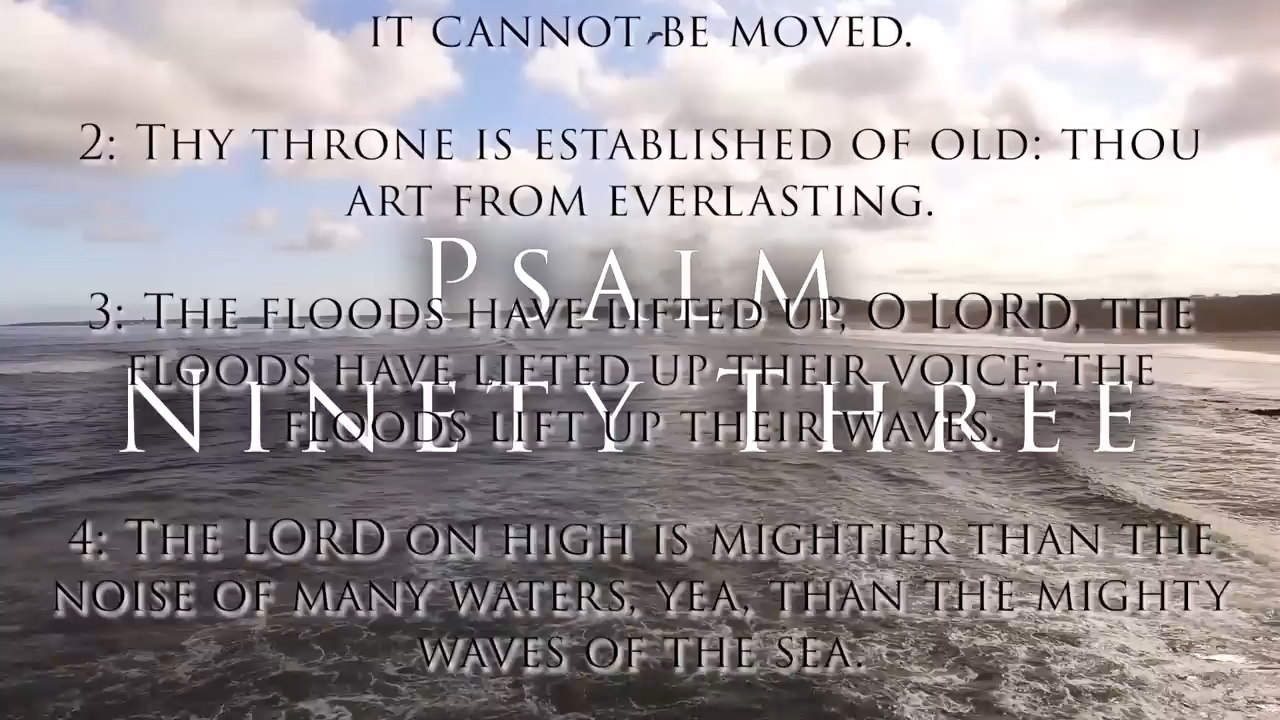 IT CANNOT BE MOVED.
2: THY THRONE IS ESTABLISHED OF OLD: THOU
ART FROM EVERLASTING.
PSALM
3: THE FLOODS HAVE LIFTED UP, O LORD, THE
FLOODS HAVE LIFTED UP THEIR VOICE; THE
NINETY THREE
FLOODS LIFT UP THEIR WAVES.
4: THE LORD ON HIGH IS MIGHTIER THAN THE
NOISE OF MANY WATERS, YEA, THAN THE MIGHTY
WAVES OF THE SEA.